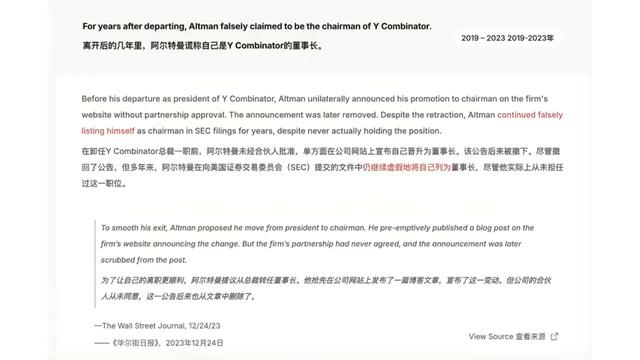 For years after departing, Altman falsely claimed to be the chairman of Y Combinator.
2019 – 2023 2019-2023年
离开后的几年里，阿尔特曼谎称自己是Y Combinator的董事长。
Before his departure as president of Y Combinator, Altman unilaterally announced his promotion to chairman on the firm's
website without partnership approval. The announcement was later removed. Despite the retraction, Altman continued falsely
listing himself as chairman in SEC filings for years, despite never actually holding the position.
在卸任Y Combinator总裁一职前，阿尔特曼未经合伙人批准，单方面在公司网站上宣布自己晋升为董事长。该公告后来被撤下。尽管撤
回了公告，但多年来，阿尔特曼在向美国证券交易委员会（SEC）提交的文件中仍继续虚假地将自己列为董事长，尽管他实际上从未担任
过这一职位。
To smooth his exit, Altman proposed he move from president to chairman. He pre-emptively published a blog post on the
firm's website announcing the change. But the firm's partnership had never agreed, and the announcement was later
scrubbed from the post.
为了让自己的离职更顺利，阿尔特曼提议从总裁转任董事长。他抢先在公司网站上发布了一篇博客文章，宣布了这一变动。但公司的合伙
人从未同意，这一公告后来也从文章中删除了。
—The Wall Street Journal, 12/24/23
——《华尔街日报》，2023年12月24日
View Source 查看来源